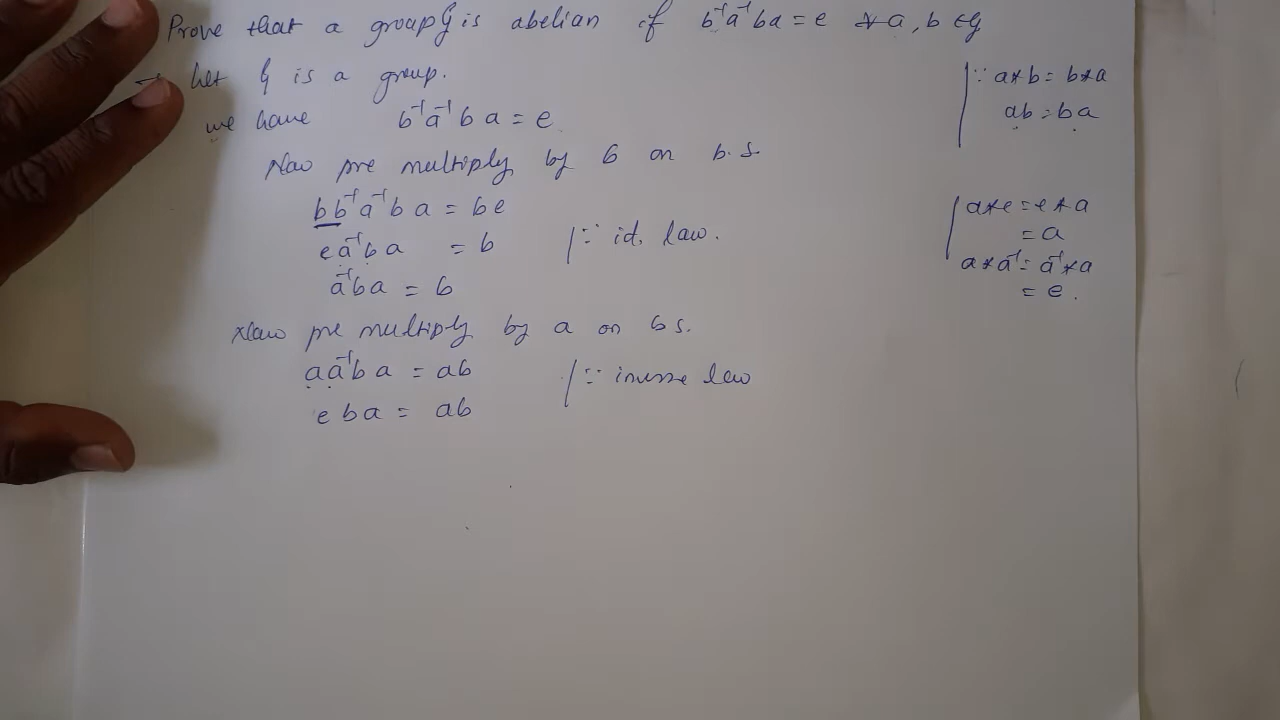 Prove that a group G is abelian if b⁻¹a⁻¹ba = e ∀ a, b ∈ G
→ Let G is a group.
∵ a*b = b*a
ab = ba
we have b⁻¹a⁻¹ba = e
Now pre multiply by b on b.s.
bb⁻¹a⁻¹ba = be
ea⁻¹ba = b ∵ id. law.
a⁻¹ba = b
a*e = e*a
= a
a*a⁻¹ = a⁻¹*a
= e.
Now pre multiply by a on bs.
aa⁻¹ba = ab ∵ inverse law
eba = ab